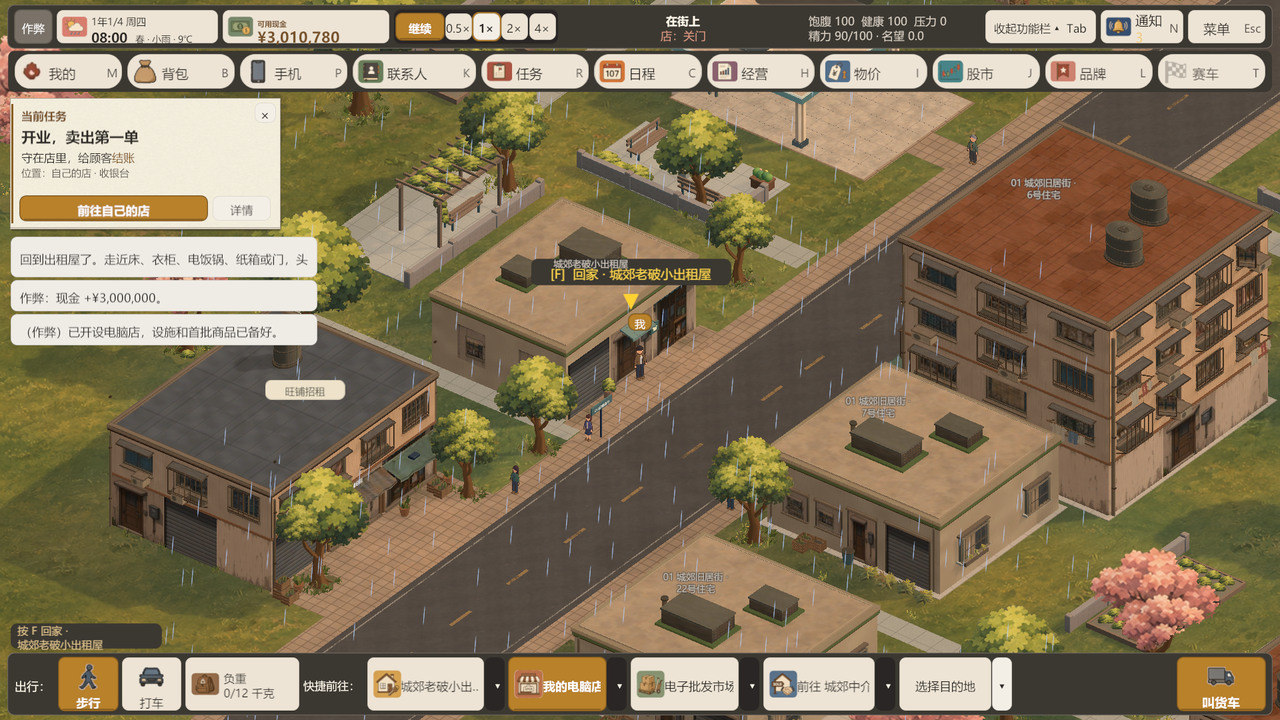 作弊
1年1/4 周四
08:00 春·小雨·9℃
可用现金
¥3,010,780
继续 0.5× 1× 2× 4×
在街上
店：关门
饱腹 100 健康 100 压力 0
精力 90/100·名望 0.0
收起功能栏▴ Tab
通知
3
N
菜单 Esc
我的 M
背包 B
手机 P
联系人 K
任务 R
日程 C
107
经营 H
物价 I
股市 J
品牌 L
赛车 T
当前任务
×
开业，卖出第一单
守在店里，给顾客结账
位置：自己的店·收银台
前往自己的店
详情
回到出租屋了。走近床、衣柜、电饭锅、纸箱或门，头
作弊：现金 +¥3,000,000。
（作弊）已开设电脑店，设施和首批商品已备好。
01 城郊旧居街·
6号住宅
城郊老破小出租屋
[F] 回家·城郊老破小出租屋
我
旺铺招租
01 城郊旧居街·
7号住宅
01 城郊旧居街·
22号住宅
按 F 回家·
城郊老破小出租屋
出行：
步行
打车
负重
0/12 千克
快捷前往：
城郊老破小出..
▾
我的电脑店
▾
电子批发市场
▾
前往 城郊中介
▾
选择目的地
▾
叫货车